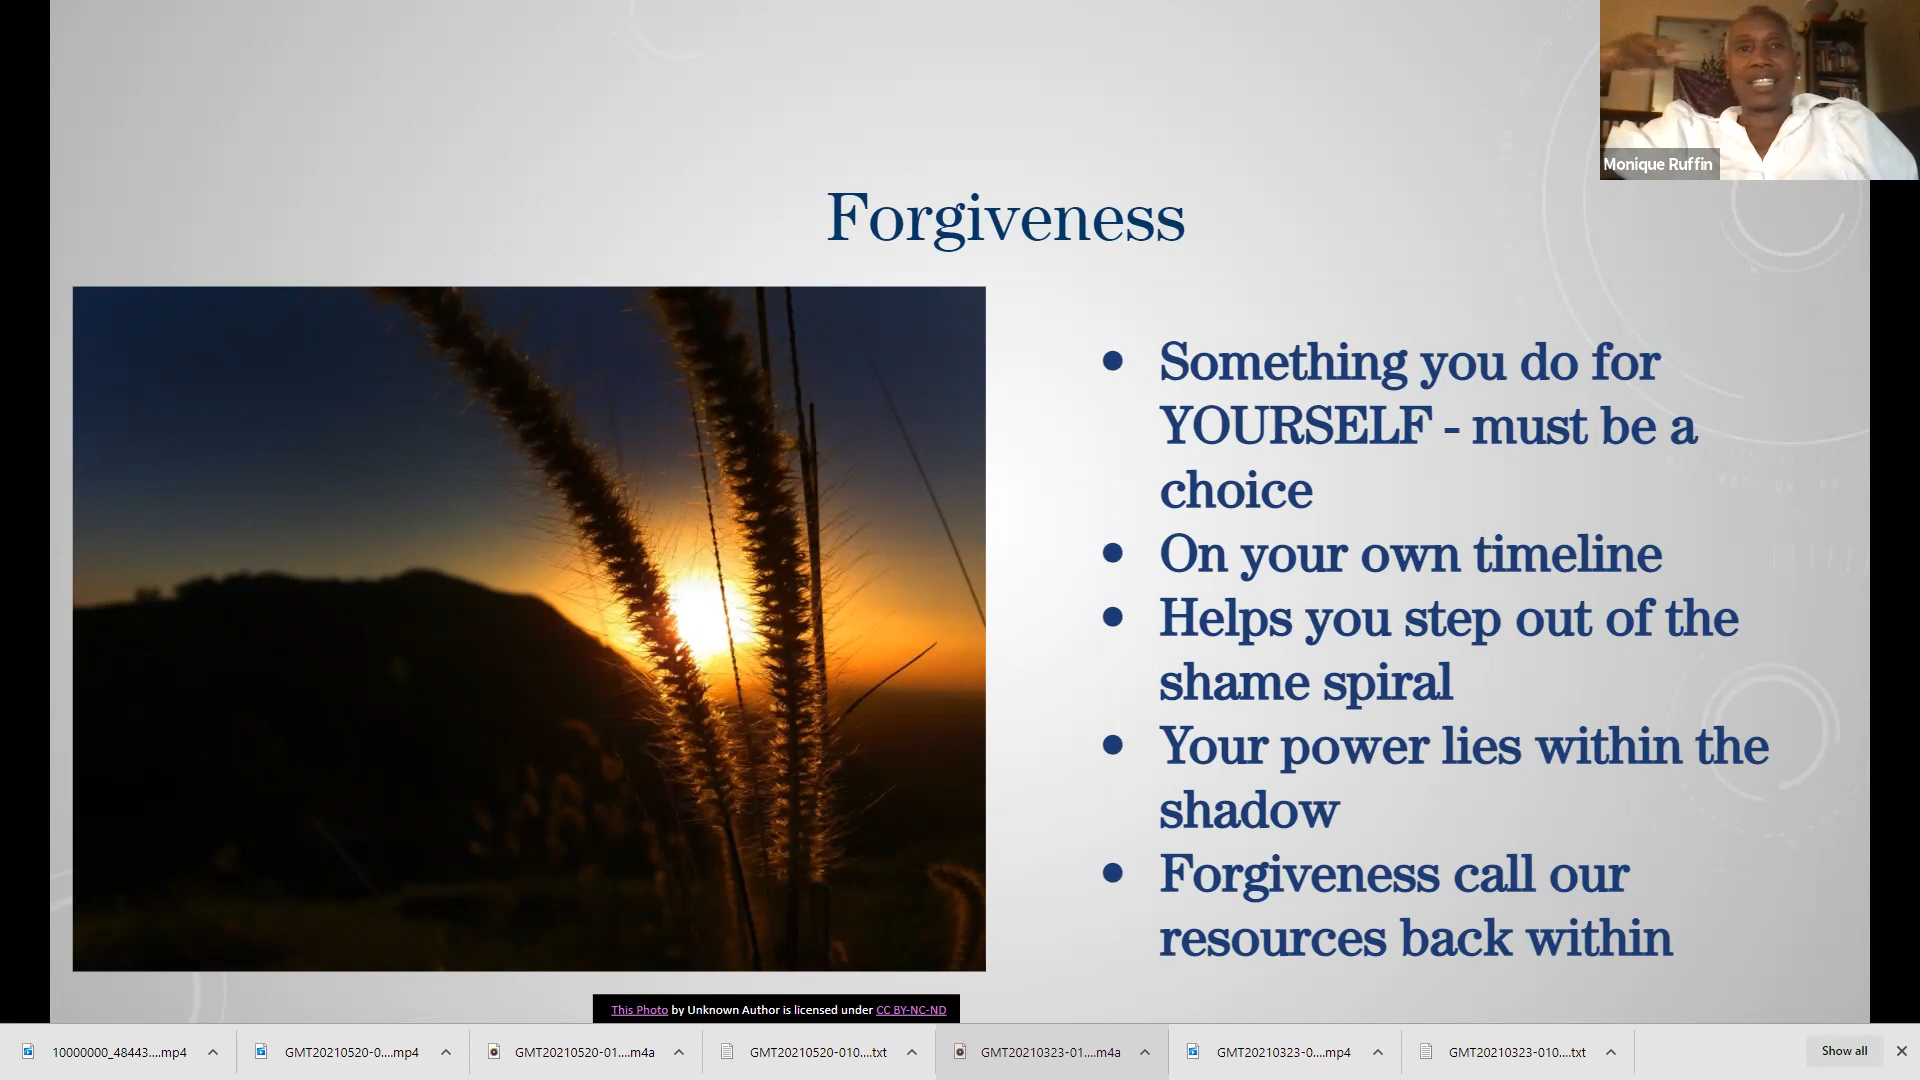 Monique Ruffin
Forgiveness
• Something you do for
YOURSELF - must be a
choice
• On your own timeline
• Helps you step out of the
shame spiral
• Your power lies within the
shadow
• Forgiveness call our
resources back within
This Photo by Unknown Author is licensed under CC BY-NC-ND
10000000_48443....mp4
GMT20210520-0....mp4
GMT20210520-01....m4a
GMT20210520-010....txt
GMT20210323-01....m4a
GMT20210323-0....mp4
GMT20210323-010....txt
Show all